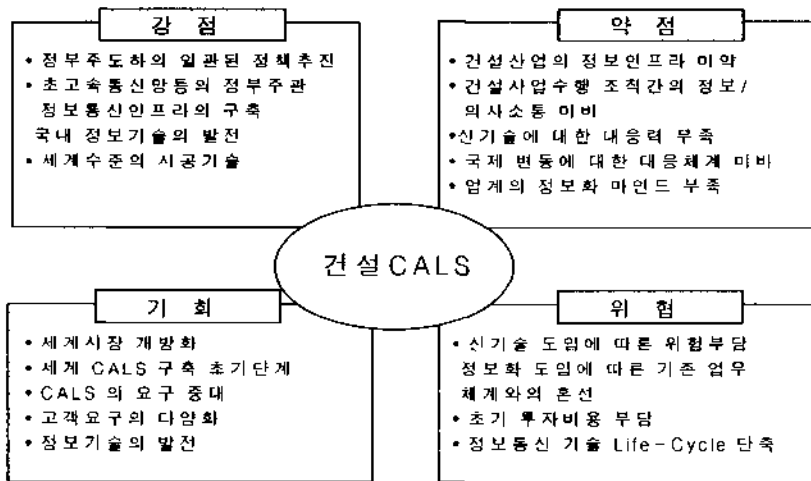 강 점
• 정부주도하의 일관된 정책추진
• 초고속통신망등의 정부주관
정보통신인프라의 구축
국내 정보기술의 발전
• 세계수준의 시공기술
약 점
• 건설산업의 정보인프라 미약
• 건설사업수행 조직간의 정보/
의사소통 미비
•신기술에 대한 대응력 부족
• 국제 변동에 대한 대응체계 미비
• 업계의 정보화 마인드 부족
건설CALS
기 회
• 세계시장 개방화
• 세계 CALS 구축 초기단계
• CALS 의 요구 증대
• 고객요구의 다양화
• 정보기술의 발전
위 협
• 신기술 도입에 따른 위험부담
정보화 도입에 따른 기존 업무
체계와의 혼선
• 초기 투자비용 부담
• 정보통신 기술 Life-Cycle 단축